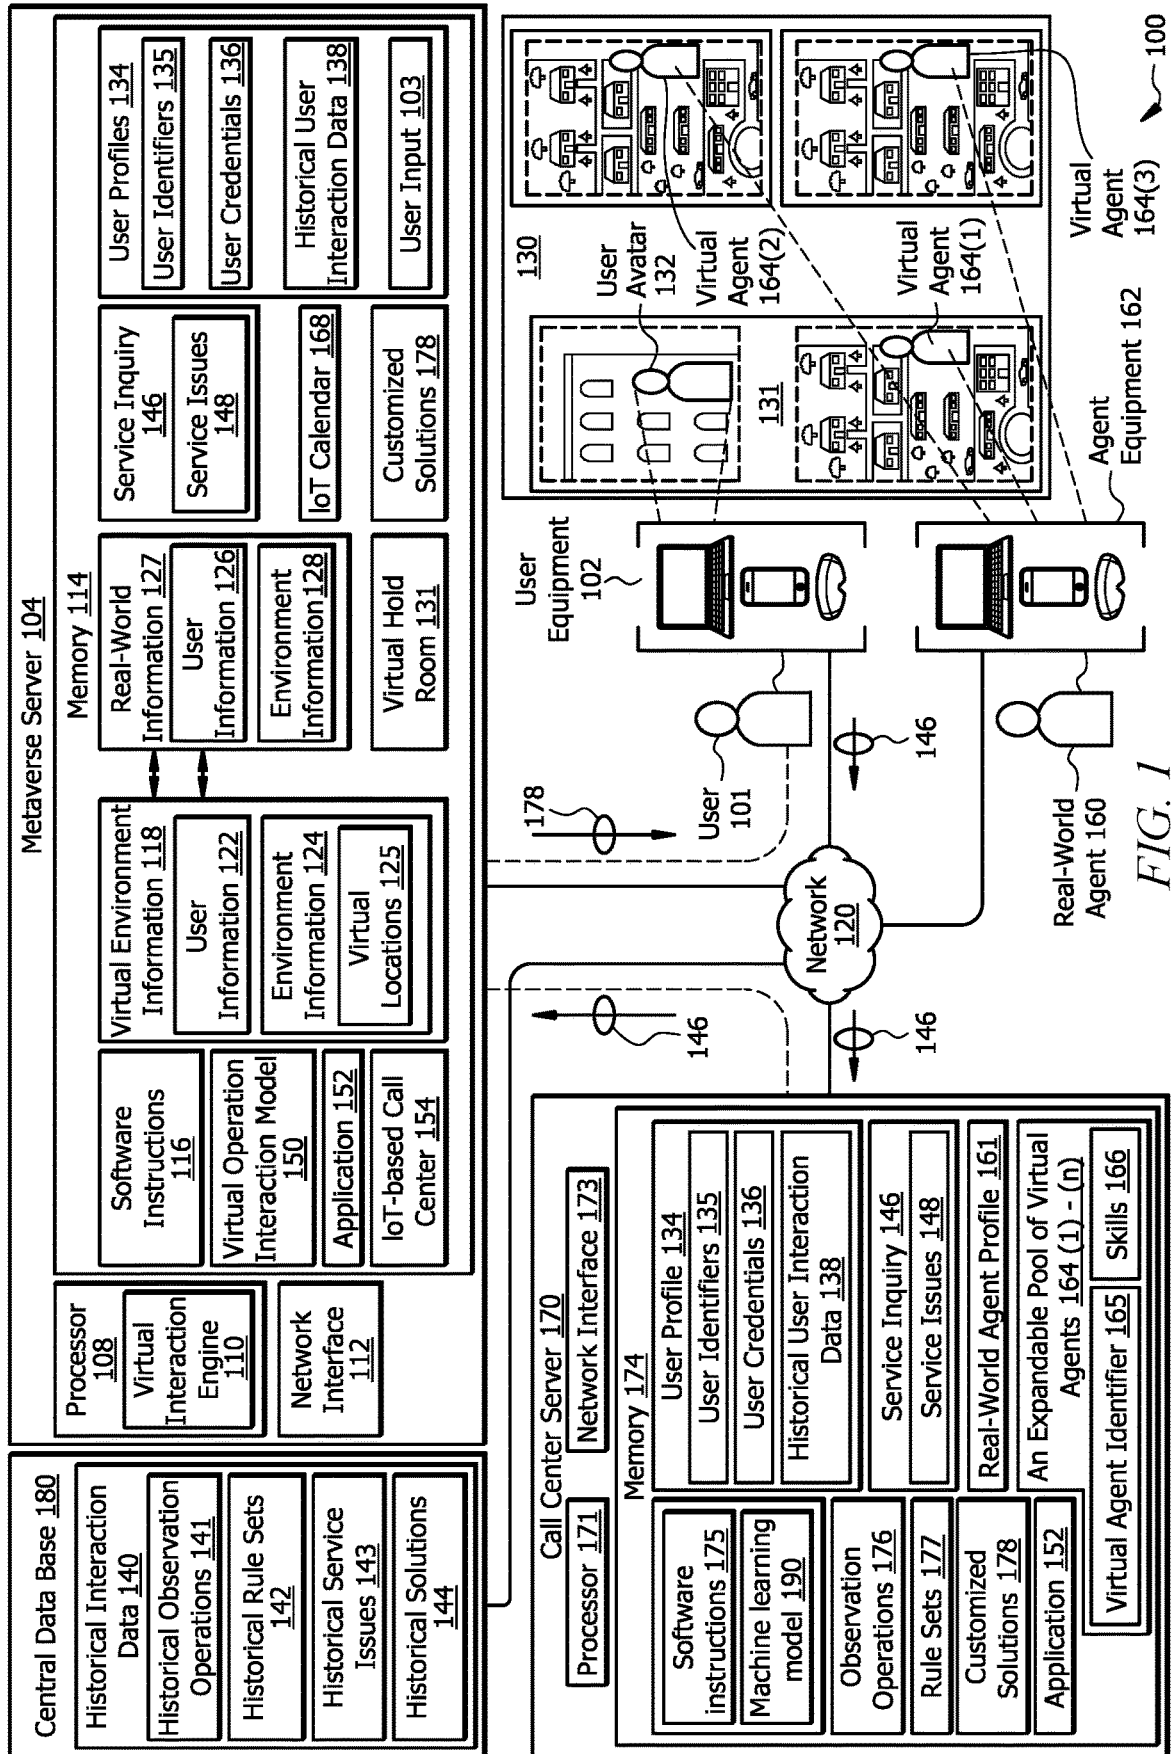 Central Data Base 180
Historical Interaction
Data 140
Historical Observation
Operations 141
Historical Rule Sets
142
Historical Service
Issues 143
Historical Solutions
144
Metaverse Server 104
Processor
108
Virtual
Interaction
Engine
110
Network
Interface
112
Memory 114
Software
Instructions
116
Virtual Operation
Interaction Model
150
Application 152
IoT-based Call
Center 154
Virtual Environment
Information 118
User
Information 122
Environment
Information 124
Virtual
Locations 125
Real-World
Information 127
User
Information 126
Environment
Information 128
Virtual Hold
Room 131
Service Inquiry
146
Service Issues
148
IoT Calendar 168
Customized
Solutions 178
User Profiles 134
User Identifiers 135
User Credentials 136
Historical User
Interaction Data 138
User Input 103
Call Center Server 170
Processor 171
Network Interface 173
Memory 174
Software
instructions 175
Machine learning
model 190
Observation
Operations 176
Rule Sets 177
Customized
Solutions 178
Application 152
User Profile 134
User Identifiers 135
User Credentials 136
Historical User Interaction
Data 138
Service Inquiry 146
Service Issues 148
Real-World Agent Profile 161
An Expandable Pool of Virtual
Agents 164 (1) - (n)
Virtual Agent Identifier 165
Skills 166
146
178
146
Network
120
146
User
101
User
Equipment
102
Real-World
Agent 160
Agent
Equipment 162
130
User
Avatar
132
Virtual
Agent
164(2)
131
Virtual
Agent
164(1)
Virtual
Agent
164(3)
100
FIG. 1